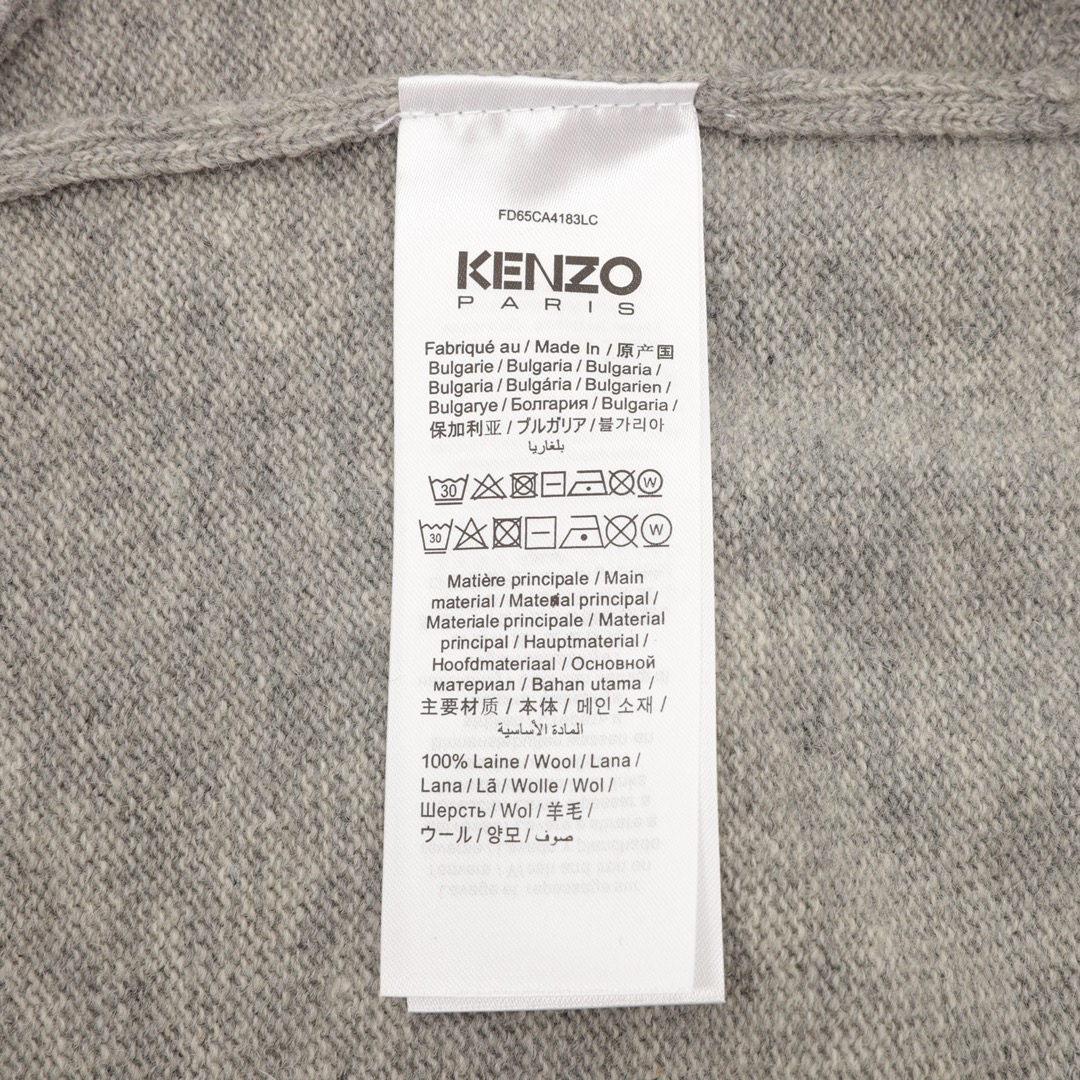 FD65CA4183LC
KENZO
PARIS
Fabriqué au / Made In / 原产国
Bulgarie / Bulgaria / Bulgaria /
Bulgaria / Bulgária / Bulgarien /
Bulgarye / Болгария / Bulgaria /
保加利亚 / ブルガリア / 불가리아
بلغاريا
30 W
30 W
Matière principale / Main
material / Material principal /
Materiale principale / Material
principal / Hauptmaterial /
Hoofdmateriaal / Основной
материал / Bahan utama /
主要材质 / 本体 / 메인 소재 /
المادة الأساسية
100% Laine / Wool / Lana /
Lana / Lã / Wolle / Wol /
Шерсть / Wol / 羊毛 /
ウール / 양모 / صوف